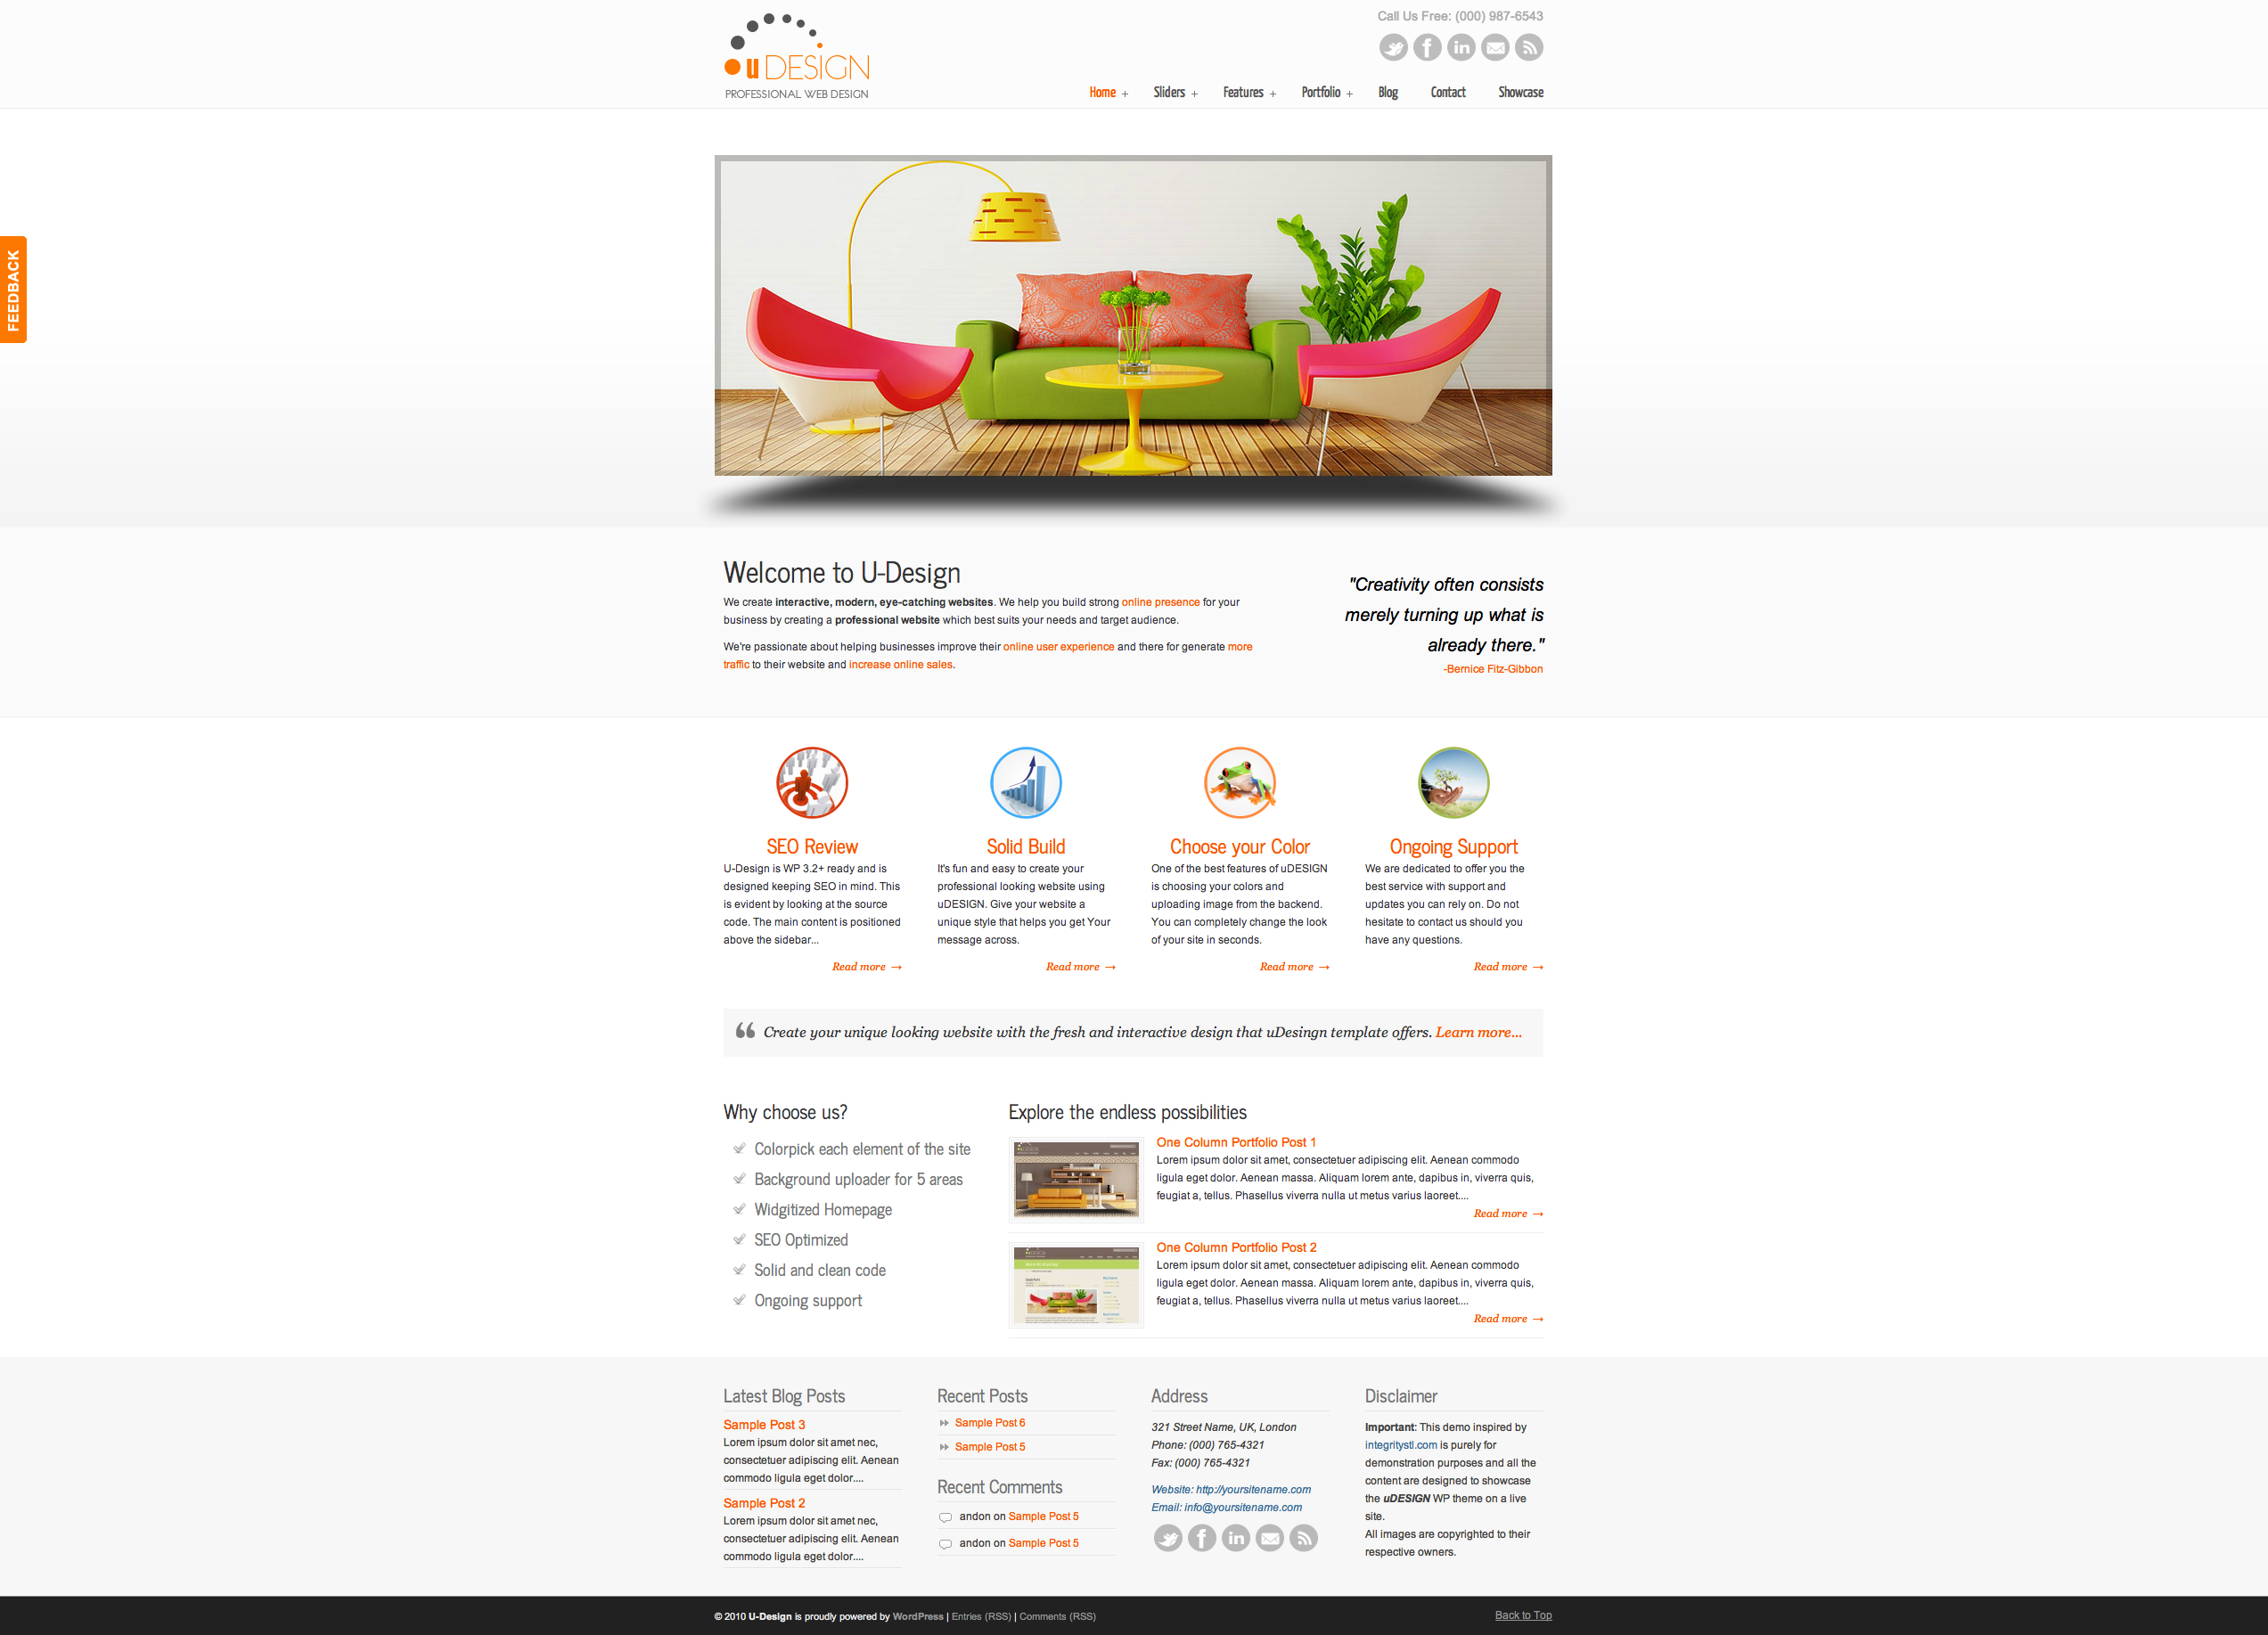 Call Us Free: (000) 987-6543
u DESIGN
PROFESSIONAL WEB DESIGN
Home + Sliders + Features + Portfolio + Blog Contact Showcase
FEEDBACK
Welcome to U-Design
We create interactive, modern, eye-catching websites. We help you build strong online presence for your
business by creating a professional website which best suits your needs and target audience.
We're passionate about helping businesses improve their online user experience and there for generate more
traffic to their website and increase online sales.
"Creativity often consists
merely turning up what is
already there."
-Bernice Fitz-Gibbon
SEO Review
U-Design is WP 3.2+ ready and is
designed keeping SEO in mind. This
is evident by looking at the source
code. The main content is positioned
above the sidebar...
Read more →
Solid Build
It's fun and easy to create your
professional looking website using
uDESIGN. Give your website a
unique style that helps you get Your
message across.
Read more →
Choose your Color
One of the best features of uDESIGN
is choosing your colors and
uploading image from the backend.
You can completely change the look
of your site in seconds.
Read more →
Ongoing Support
We are dedicated to offer you the
best service with support and
updates you can rely on. Do not
hesitate to contact us should you
have any questions.
Read more →
“ Create your unique looking website with the fresh and interactive design that uDesingn template offers. Learn more...
Why choose us?
Colorpick each element of the site
Background uploader for 5 areas
Widgitized Homepage
SEO Optimized
Solid and clean code
Ongoing support
Explore the endless possibilities
One Column Portfolio Post 1
Lorem ipsum dolor sit amet, consectetuer adipiscing elit. Aenean commodo
ligula eget dolor. Aenean massa. Aliquam lorem ante, dapibus in, viverra quis,
feugiat a, tellus. Phasellus viverra nulla ut metus varius laoreet....
Read more →
One Column Portfolio Post 2
Lorem ipsum dolor sit amet, consectetuer adipiscing elit. Aenean commodo
ligula eget dolor. Aenean massa. Aliquam lorem ante, dapibus in, viverra quis,
feugiat a, tellus. Phasellus viverra nulla ut metus varius laoreet....
Read more →
Latest Blog Posts
Sample Post 3
Lorem ipsum dolor sit amet nec,
consectetuer adipiscing elit. Aenean
commodo ligula eget dolor....
Sample Post 2
Lorem ipsum dolor sit amet nec,
consectetuer adipiscing elit. Aenean
commodo ligula eget dolor....
Recent Posts
Sample Post 6
Sample Post 5
Recent Comments
andon on Sample Post 5
andon on Sample Post 5
Address
321 Street Name, UK, London
Phone: (000) 765-4321
Fax: (000) 765-4321
Website: http://yoursitename.com
Email: info@yoursitename.com
Disclaimer
Important: This demo inspired by
integritystl.com is purely for
demonstration purposes and all the
content are designed to showcase
the uDESIGN WP theme on a live
site.
All images are copyrighted to their
respective owners.
© 2010 U-Design is proudly powered by WordPress | Entries (RSS) | Comments (RSS)
Back to Top